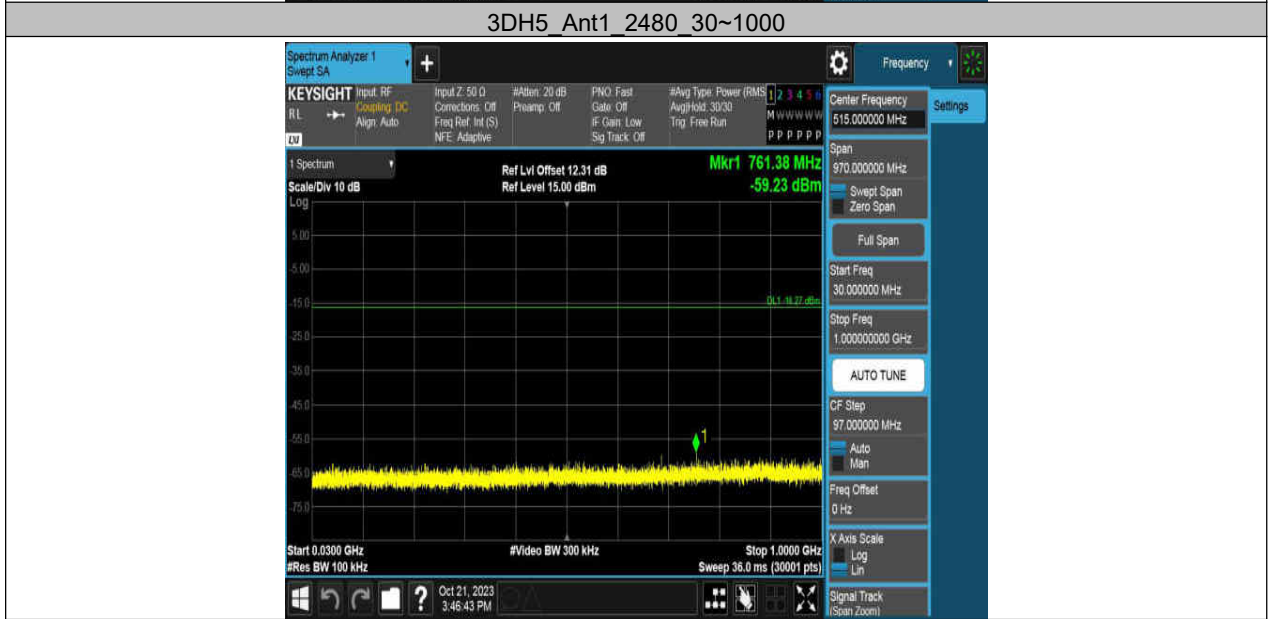 3DH5_Ant1_2480_30~1000
Spectrum Analyzer 1
Swept SA
+
Frequency
KEYSIGHT
RL
LXI
Input: RF
Coupling: DC
Align: Auto
Input Z: 50 Ω
Corrections: Off
Freq Ref: Int (S)
NFE: Adaptive
#Atten: 20 dB
Preamp: Off
PNO: Fast
Gate: Off
IF Gain: Low
Sig Track: Off
#Avg Type: Power (RMS
Avg|Hold: 30/30
Trig: Free Run
1 2 3 4 5 6
M W W W W W
P P P P P P
Center Frequency
515.000000 MHz
Settings
1 Spectrum
Scale/Div 10 dB
Ref Lvl Offset 12.31 dB
Ref Level 15.00 dBm
Mkr1 761.38 MHz
-59.23 dBm
Span
970.000000 MHz
Swept Span
Zero Span
Full Span
Log
5.00
-5.00
-15.0
-25.0
-35.0
-45.0
-55.0
-65.0
-75.0
DL1 -16.27 dBm
1
Start Freq
30.000000 MHz
Stop Freq
1.000000000 GHz
AUTO TUNE
CF Step
97.000000 MHz
Auto
Man
Freq Offset
0 Hz
X Axis Scale
Log
Lin
Signal Track
(Span Zoom)
Start 0.0300 GHz
#Res BW 100 kHz
#Video BW 300 kHz
Stop 1.0000 GHz
Sweep 36.0 ms (30001 pts)
?
Oct 21, 2023
3:46:43 PM